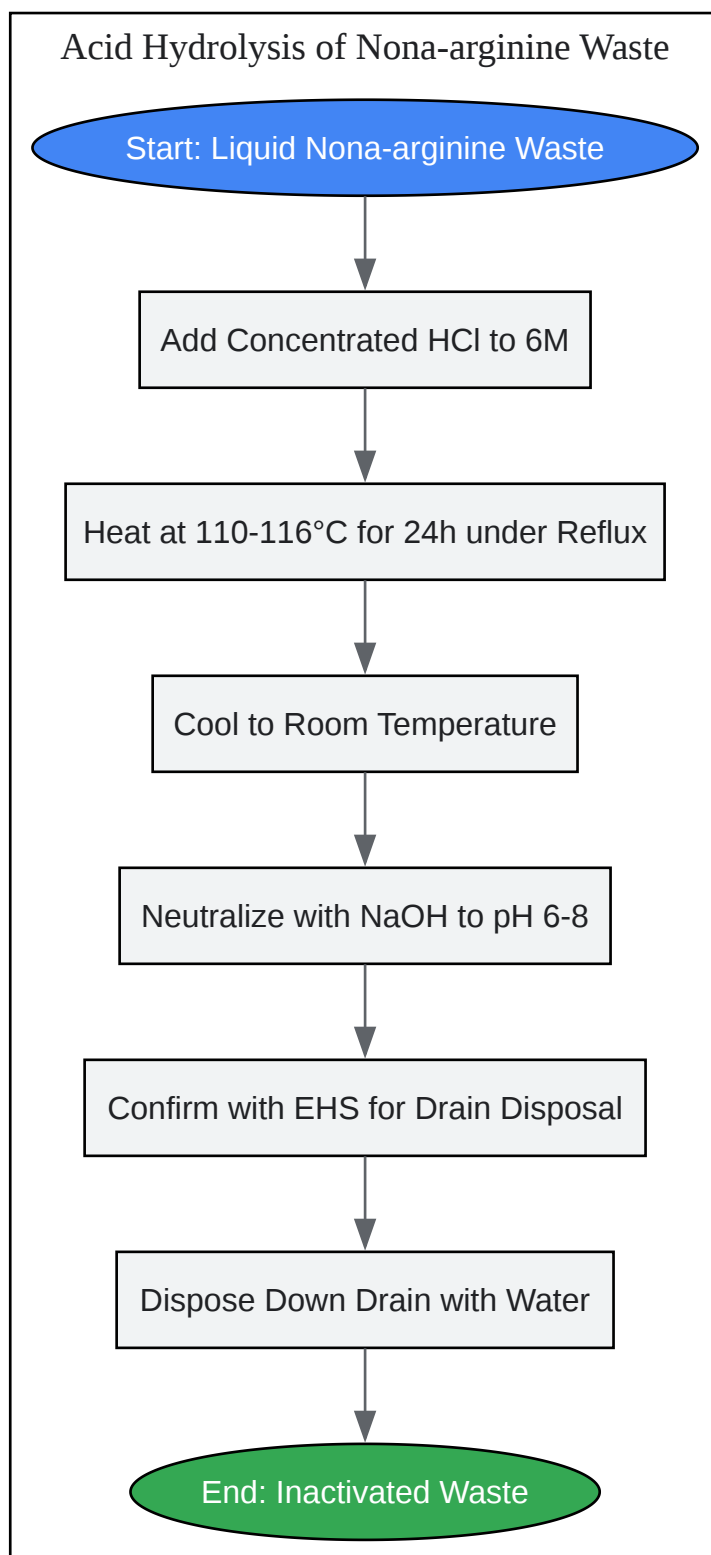 Acid Hydrolysis of Nona-arginine Waste
Start: Liquid Nona-arginine Waste
Add Concentrated HCl to 6M
Heat at 110-116°C for 24h under Reflux
Cool to Room Temperature
Neutralize with NaOH to pH 6-8
Confirm with EHS for Drain Disposal
Dispose Down Drain with Water
End: Inactivated Waste